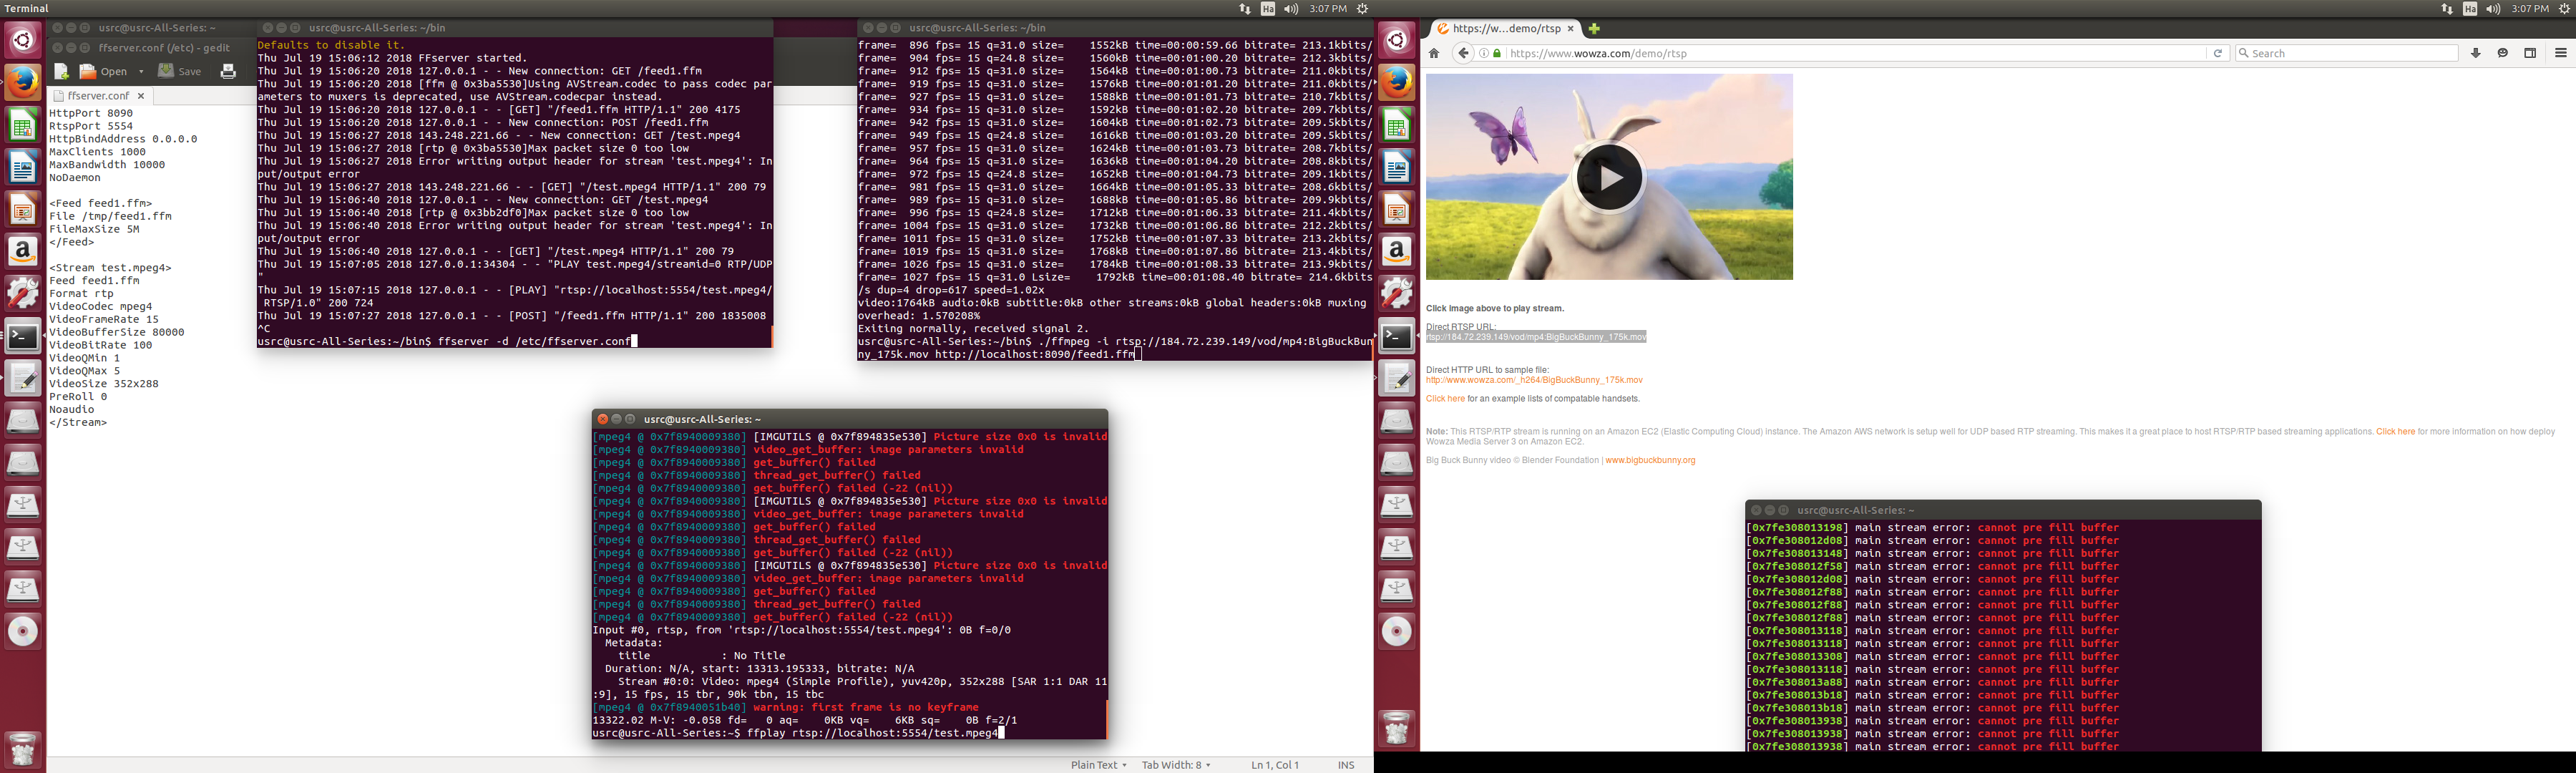 Terminal
Ha
3:07 PM
usrc@usrc-All-Series: ~
ffserver.conf (/etc) - gedit
Open
Save
ffserver.conf
HttpPort 8090
RtspPort 5554
HttpBindAddress 0.0.0.0
MaxClients 1000
MaxBandwidth 10000
NoDaemon
<Feed feed1.ffm>
File /tmp/feed1.ffm
FileMaxSize 5M
</Feed>
<Stream test.mpeg4>
Feed feed1.ffm
Format rtp
VideoCodec mpeg4
VideoFrameRate 15
VideoBufferSize 80000
VideoBitRate 100
VideoQMin 1
VideoQMax 5
VideoSize 352x288
PreRoll 0
Noaudio
</Stream>
Plain Text
Tab Width: 8
Ln 1, Col 1
INS
usrc@usrc-All-Series: ~/bin
Defaults to disable it.
Thu Jul 19 15:06:12 2018 FFserver started.
Thu Jul 19 15:06:20 2018 127.0.0.1 - - New connection: GET /feed1.ffm
Thu Jul 19 15:06:20 2018 [ffm @ 0x3ba5530]Using AVStream.codec to pass codec par
ameters to muxers is deprecated, use AVStream.codecpar instead.
Thu Jul 19 15:06:20 2018 127.0.0.1 - - [GET] "/feed1.ffm HTTP/1.1" 200 4175
Thu Jul 19 15:06:20 2018 127.0.0.1 - - New connection: POST /feed1.ffm
Thu Jul 19 15:06:27 2018 143.248.221.66 - - New connection: GET /test.mpeg4
Thu Jul 19 15:06:27 2018 [rtp @ 0x3ba5530]Max packet size 0 too low
Thu Jul 19 15:06:27 2018 Error writing output header for stream 'test.mpeg4': In
put/output error
Thu Jul 19 15:06:27 2018 143.248.221.66 - - [GET] "/test.mpeg4 HTTP/1.1" 200 79
Thu Jul 19 15:06:40 2018 127.0.0.1 - - New connection: GET /test.mpeg4
Thu Jul 19 15:06:40 2018 [rtp @ 0x3bb2df0]Max packet size 0 too low
Thu Jul 19 15:06:40 2018 Error writing output header for stream 'test.mpeg4': In
put/output error
Thu Jul 19 15:06:40 2018 127.0.0.1 - - [GET] "/test.mpeg4 HTTP/1.1" 200 79
Thu Jul 19 15:07:05 2018 127.0.0.1:34304 - - "PLAY test.mpeg4/streamid=0 RTP/UDP
"
Thu Jul 19 15:07:15 2018 127.0.0.1 - - [PLAY] "rtsp://localhost:5554/test.mpeg4/
RTSP/1.0" 200 724
Thu Jul 19 15:07:27 2018 127.0.0.1 - - [POST] "/feed1.ffm HTTP/1.1" 200 1835008
^C
usrc@usrc-All-Series:~/bin$ ffserver -d /etc/ffserver.conf
usrc@usrc-All-Series: ~/bin
frame= 896 fps= 15 q=31.0 size= 1552kB time=00:00:59.66 bitrate= 213.1kbits/
frame= 904 fps= 15 q=24.8 size= 1560kB time=00:01:00.20 bitrate= 212.3kbits/
frame= 912 fps= 15 q=31.0 size= 1564kB time=00:01:00.73 bitrate= 211.0kbits/
frame= 919 fps= 15 q=31.0 size= 1576kB time=00:01:01.20 bitrate= 211.0kbits/
frame= 927 fps= 15 q=31.0 size= 1588kB time=00:01:01.73 bitrate= 210.7kbits/
frame= 934 fps= 15 q=31.0 size= 1592kB time=00:01:02.20 bitrate= 209.7kbits/
frame= 942 fps= 15 q=31.0 size= 1604kB time=00:01:02.73 bitrate= 209.5kbits/
frame= 949 fps= 15 q=24.8 size= 1616kB time=00:01:03.20 bitrate= 209.5kbits/
frame= 957 fps= 15 q=31.0 size= 1624kB time=00:01:03.73 bitrate= 208.7kbits/
frame= 964 fps= 15 q=31.0 size= 1636kB time=00:01:04.20 bitrate= 208.8kbits/
frame= 972 fps= 15 q=24.8 size= 1652kB time=00:01:04.73 bitrate= 209.1kbits/
frame= 981 fps= 15 q=31.0 size= 1664kB time=00:01:05.33 bitrate= 208.6kbits/
frame= 989 fps= 15 q=31.0 size= 1688kB time=00:01:05.86 bitrate= 209.9kbits/
frame= 996 fps= 15 q=24.8 size= 1712kB time=00:01:06.33 bitrate= 211.4kbits/
frame= 1004 fps= 15 q=31.0 size= 1732kB time=00:01:06.86 bitrate= 212.2kbits/
frame= 1011 fps= 15 q=31.0 size= 1752kB time=00:01:07.33 bitrate= 213.2kbits/
frame= 1019 fps= 15 q=31.0 size= 1768kB time=00:01:07.86 bitrate= 213.4kbits/
frame= 1026 fps= 15 q=31.0 size= 1784kB time=00:01:08.33 bitrate= 213.9kbits/
frame= 1027 fps= 15 q=31.0 Lsize= 1792kB time=00:01:08.40 bitrate= 214.6kbits
/s dup=4 drop=617 speed=1.02x
video:1764kB audio:0kB subtitle:0kB other streams:0kB global headers:0kB muxing
overhead: 1.570208%
Exiting normally, received signal 2.
usrc@usrc-All-Series:~/bin$ ./ffmpeg -i rtsp://184.72.239.149/vod/mp4:BigBuckBun
ny_175k.mov http://localhost:8090/feed1.ffm
usrc@usrc-All-Series: ~
[mpeg4 @ 0x7f8940009380] [IMGUTILS @ 0x7f894835e530] Picture size 0x0 is invalid
[mpeg4 @ 0x7f8940009380] video_get_buffer: image parameters invalid
[mpeg4 @ 0x7f8940009380] get_buffer() failed
[mpeg4 @ 0x7f8940009380] thread_get_buffer() failed
[mpeg4 @ 0x7f8940009380] get_buffer() failed (-22 (nil))
[mpeg4 @ 0x7f8940009380] [IMGUTILS @ 0x7f894835e530] Picture size 0x0 is invalid
[mpeg4 @ 0x7f8940009380] video_get_buffer: image parameters invalid
[mpeg4 @ 0x7f8940009380] get_buffer() failed
[mpeg4 @ 0x7f8940009380] thread_get_buffer() failed
[mpeg4 @ 0x7f8940009380] get_buffer() failed (-22 (nil))
[mpeg4 @ 0x7f8940009380] [IMGUTILS @ 0x7f894835e530] Picture size 0x0 is invalid
[mpeg4 @ 0x7f8940009380] video_get_buffer: image parameters invalid
[mpeg4 @ 0x7f8940009380] get_buffer() failed
[mpeg4 @ 0x7f8940009380] thread_get_buffer() failed
[mpeg4 @ 0x7f8940009380] get_buffer() failed (-22 (nil))
Input #0, rtsp, from 'rtsp://localhost:5554/test.mpeg4': 0B f=0/0
Metadata:
title : No Title
Duration: N/A, start: 13313.195333, bitrate: N/A
Stream #0:0: Video: mpeg4 (Simple Profile), yuv420p, 352x288 [SAR 1:1 DAR 11
:9], 15 fps, 15 tbr, 90k tbn, 15 tbc
[mpeg4 @ 0x7f8940051b40] warning: first frame is no keyframe
13322.02 M-V: -0.058 fd= 0 aq= 0KB vq= 6KB sq= 0B f=2/1
usrc@usrc-All-Series:~$ ffplay rtsp://localhost:5554/test.mpeg4
Ha
3:07 PM
https://w...demo/rtsp
https://www.wowza.com/demo/rtsp
Search
Click image above to play stream.
Direct RTSP URL:
rtsp://184.72.239.149/vod/mp4:BigBuckBunny_175k.mov
Direct HTTP URL to sample file:
http://www.wowza.com/_h264/BigBuckBunny_175k.mov
Click here for an example lists of compatable handsets.
Note: This RTSP/RTP stream is running on an Amazon EC2 (Elastic Computing Cloud) instance. The Amazon AWS network is setup well for UDP based RTP streaming. This makes it a great place to host RTSP/RTP based streaming applications. Click here for more information on how deploy
Wowza Media Server 3 on Amazon EC2.
Big Buck Bunny video © Blender Foundation | www.bigbuckbunny.org
usrc@usrc-All-Series: ~
[0x7fe308013198] main stream error: cannot pre fill buffer
[0x7fe308012d08] main stream error: cannot pre fill buffer
[0x7fe308013148] main stream error: cannot pre fill buffer
[0x7fe308012f58] main stream error: cannot pre fill buffer
[0x7fe308012d08] main stream error: cannot pre fill buffer
[0x7fe308012f88] main stream error: cannot pre fill buffer
[0x7fe308012f88] main stream error: cannot pre fill buffer
[0x7fe308012f88] main stream error: cannot pre fill buffer
[0x7fe308013118] main stream error: cannot pre fill buffer
[0x7fe308013118] main stream error: cannot pre fill buffer
[0x7fe308013308] main stream error: cannot pre fill buffer
[0x7fe308013118] main stream error: cannot pre fill buffer
[0x7fe308013a88] main stream error: cannot pre fill buffer
[0x7fe308013b18] main stream error: cannot pre fill buffer
[0x7fe308013b18] main stream error: cannot pre fill buffer
[0x7fe308013938] main stream error: cannot pre fill buffer
[0x7fe308013938] main stream error: cannot pre fill buffer
[0x7fe308013938] main stream error: cannot pre fill buffer